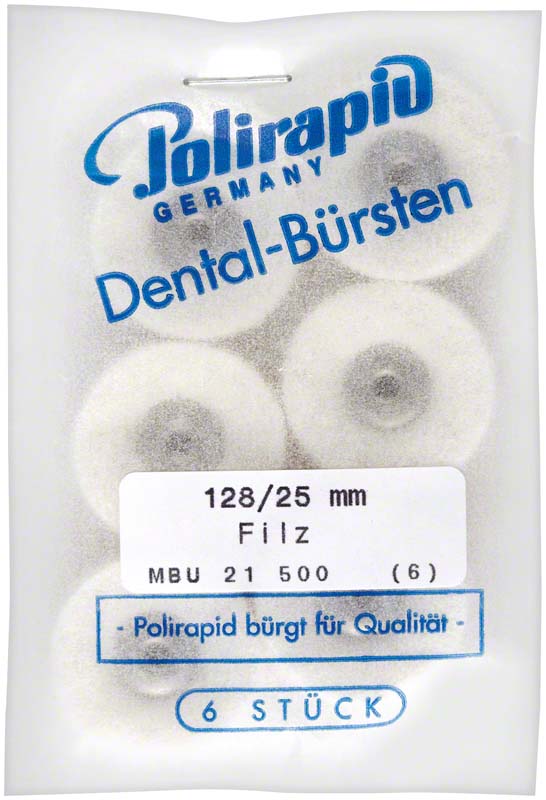 Polirapid
GERMANY
Dental-Bürsten
128/25 mm
Filz
MBU 21 500 (6)
- Polirapid bürgt für Qualität -
6 STÜCK